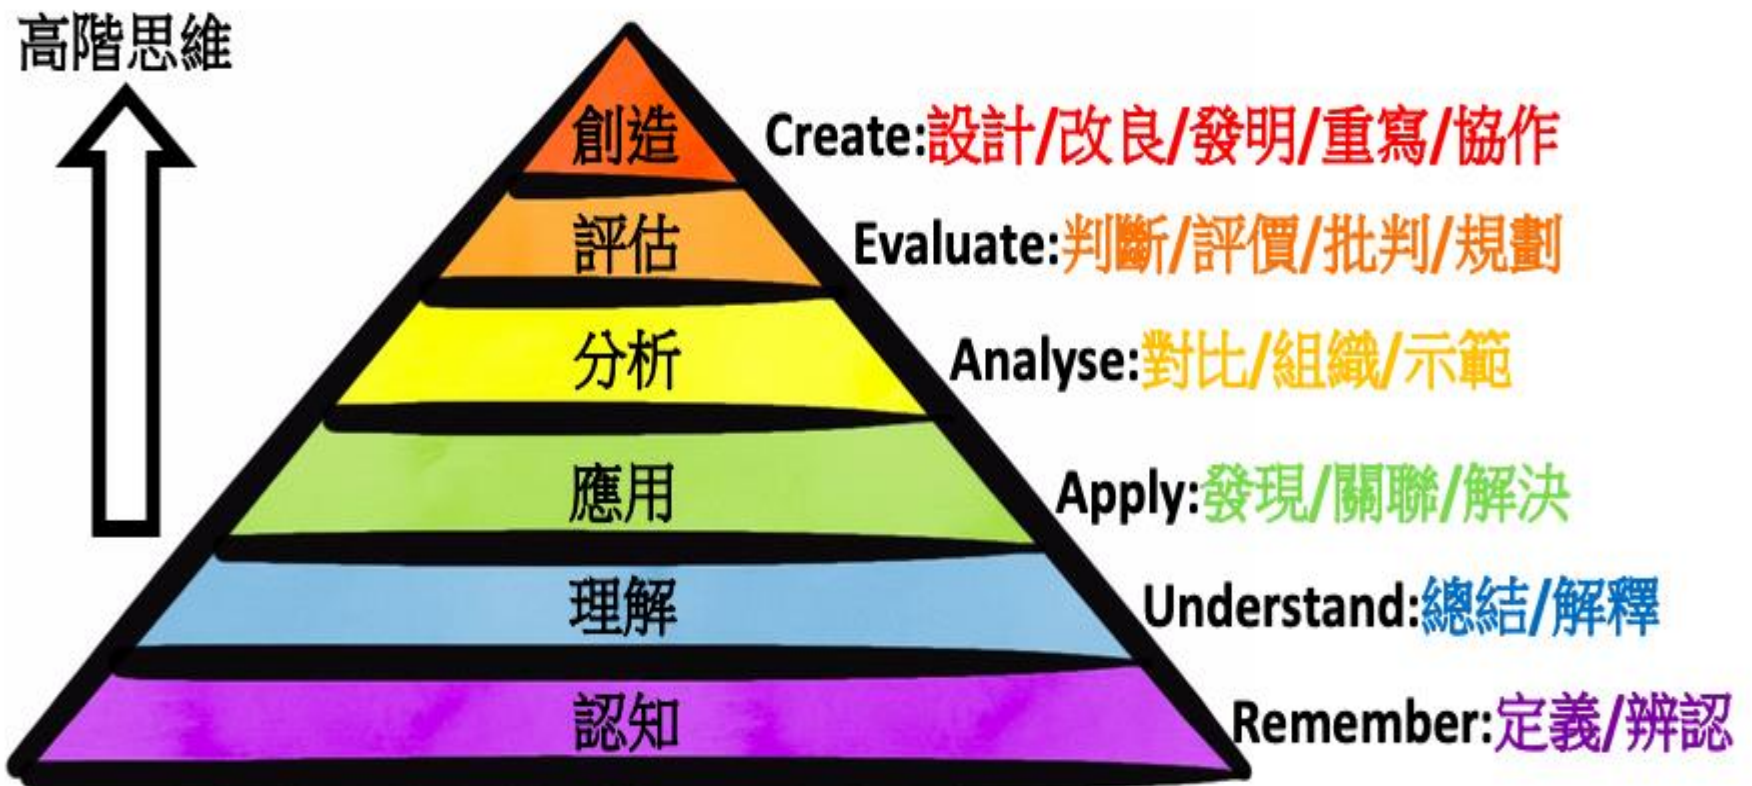 高階思維
創造
Create:設計/改良/發明/重寫/協作
評估
Evaluate:判斷/評價/批判/規劃
分析
Analyse:對比/組織/示範
應用
Apply:發現/關聯/解決
理解
Understand:總結/解釋
認知
Remember:定義/辨認